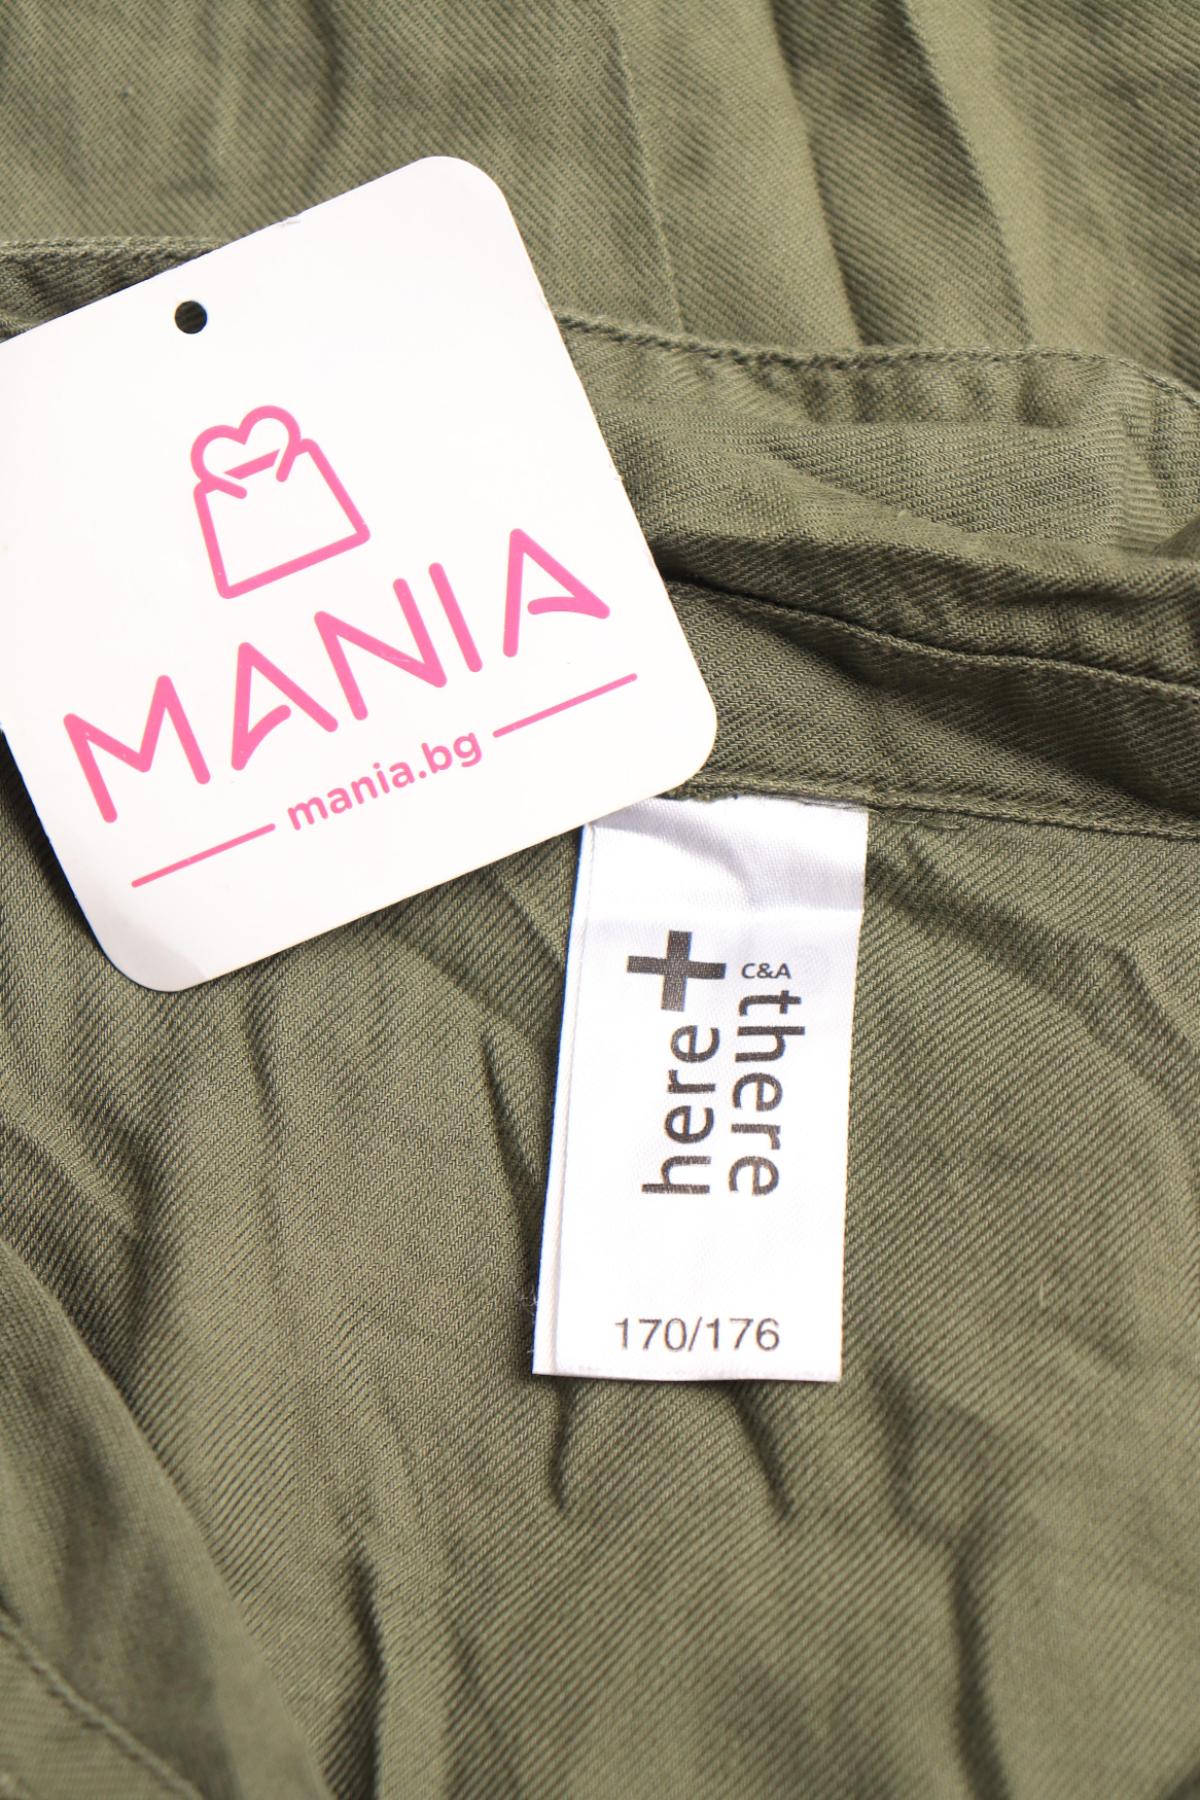 MANIA
mania.bg
C&A
here + there
170/176